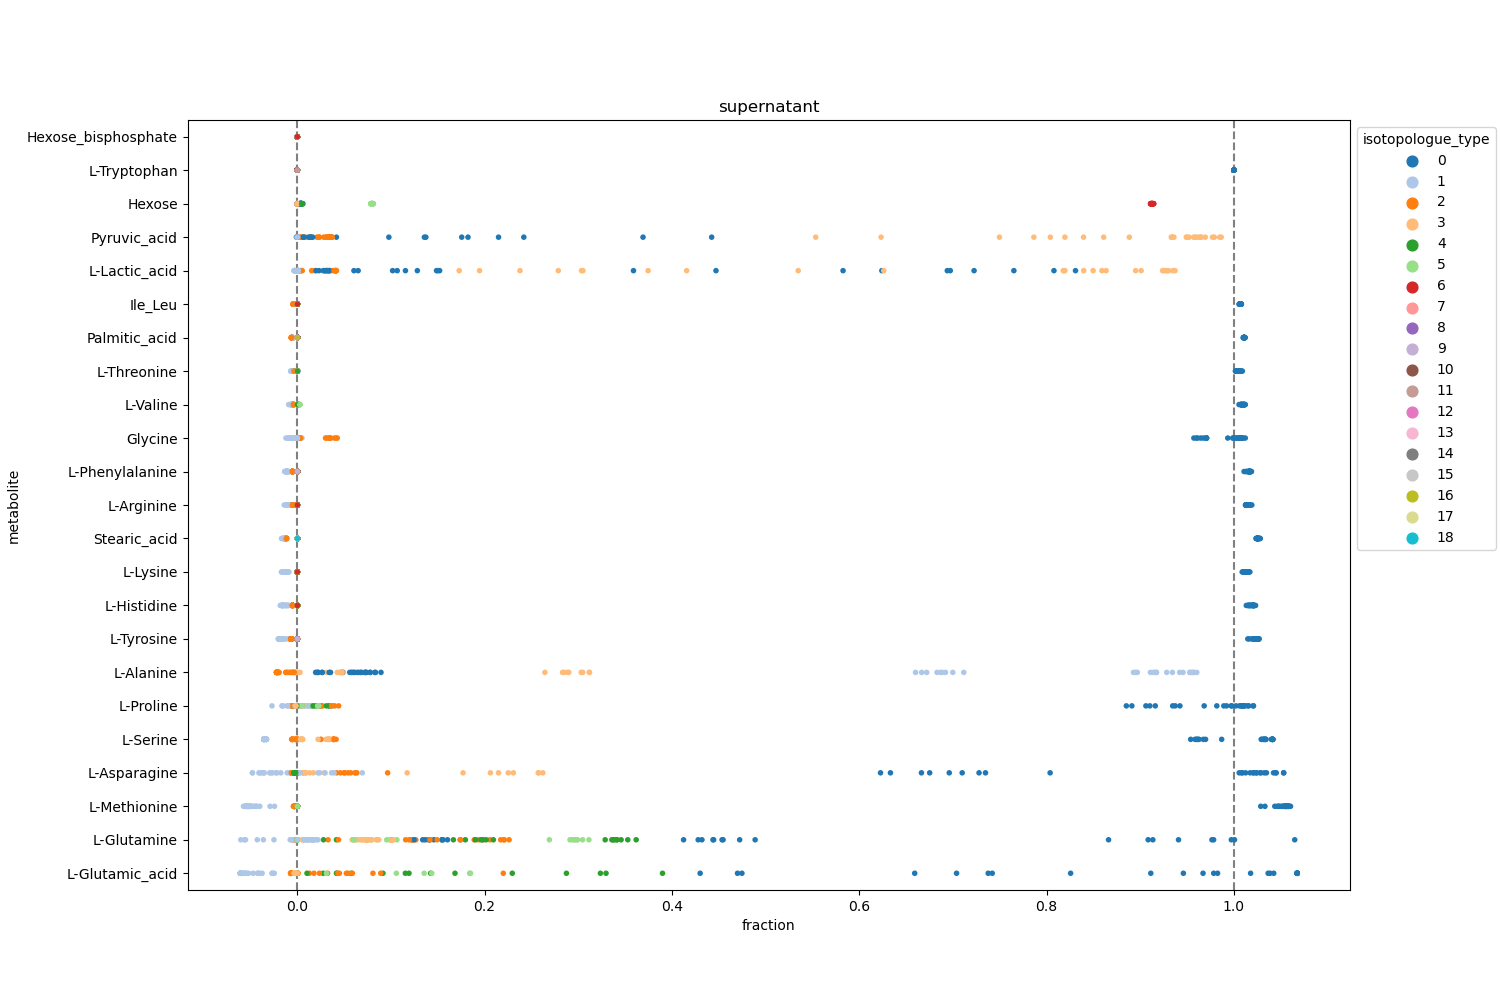 supernatant
Hexose_bisphosphate
L-Tryptophan
Hexose
Pyruvic_acid
L-Lactic_acid
Ile_Leu
Palmitic_acid
L-Threonine
L-Valine
Glycine
L-Phenylalanine
L-Arginine
Stearic_acid
L-Lysine
L-Histidine
L-Tyrosine
L-Alanine
L-Proline
L-Serine
L-Asparagine
L-Methionine
L-Glutamine
L-Glutamic_acid
metabolite
0.0
0.2
0.4
0.6
0.8
1.0
fraction
isotopologue_type
0
1
2
3
4
5
6
7
8
9
10
11
12
13
14
15
16
17
18